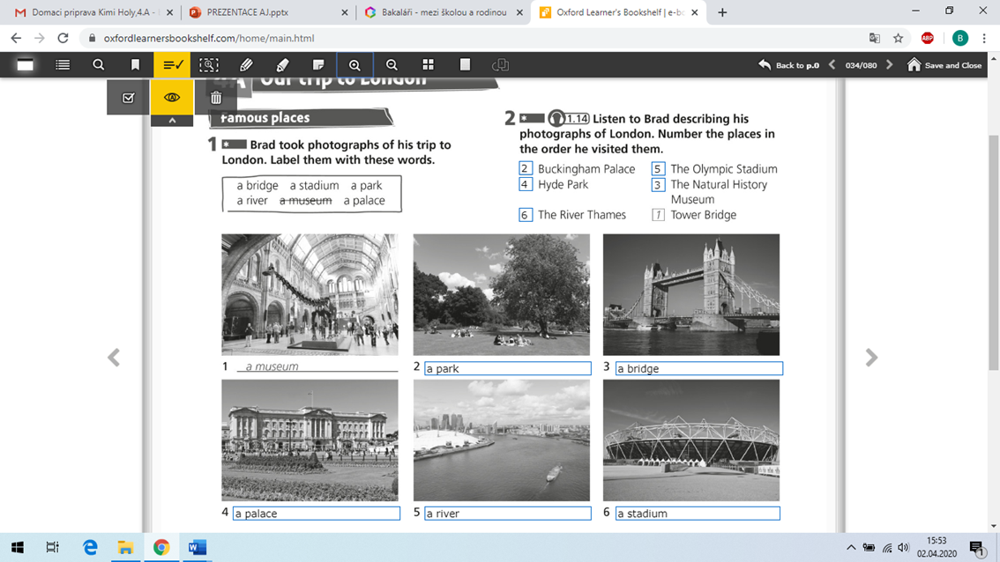 Domaci priprava Kimi Holy,4.A -
PREZENTACE AJ.pptx
Bakaláři - mezi školou a rodinou
Oxford Learner's Bookshelf | e-bo
oxfordlearnersbookshelf.com/home/main.html
ABP
B
Back to p.0
034/080
Save and Close
4A Our trip to London
Famous places
1 Brad took photographs of his trip to
London. Label them with these words.
a bridge a stadium a park
a river a museum a palace
2 1.14 Listen to Brad describing his
photographs of London. Number the places in
the order he visited them.
2 Buckingham Palace 5 The Olympic Stadium
4 Hyde Park 3 The Natural History
Museum
6 The River Thames 1 Tower Bridge
1 a museum 2 a park 3 a bridge
4 a palace 5 a river 6 a stadium
15:53
02.04.2020
1